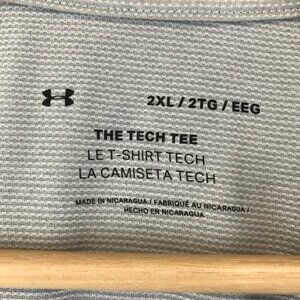 2XL / 2TG / EEG
THE TECH TEE
LE T-SHIRT TECH
LA CAMISETA TECH
MADE IN NICARAGUA / FABRIQUÉ AU NICARAGUA /
HECHO EN NICARAGUA